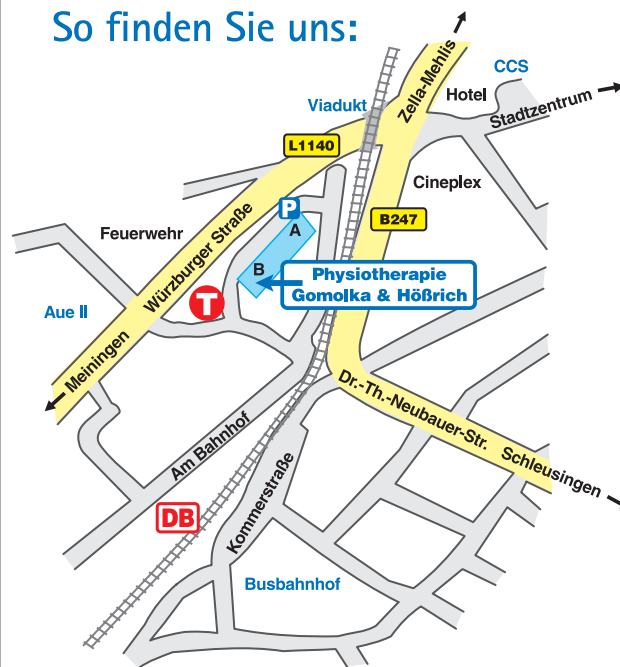 So finden Sie uns:
Zella-Mehlis
CCS
Hotel
Stadtzentrum
Viadukt
L1140
Cineplex
P
B247
A
Feuerwehr
Würzburger Straße
B
Physiotherapie
Gomolka & Hößrich
T
Aue II
Meiningen
Dr.-Th.-Neubauer-Str.
Schleusingen
Am Bahnhof
DB
Kommerstraße
Busbahnhof